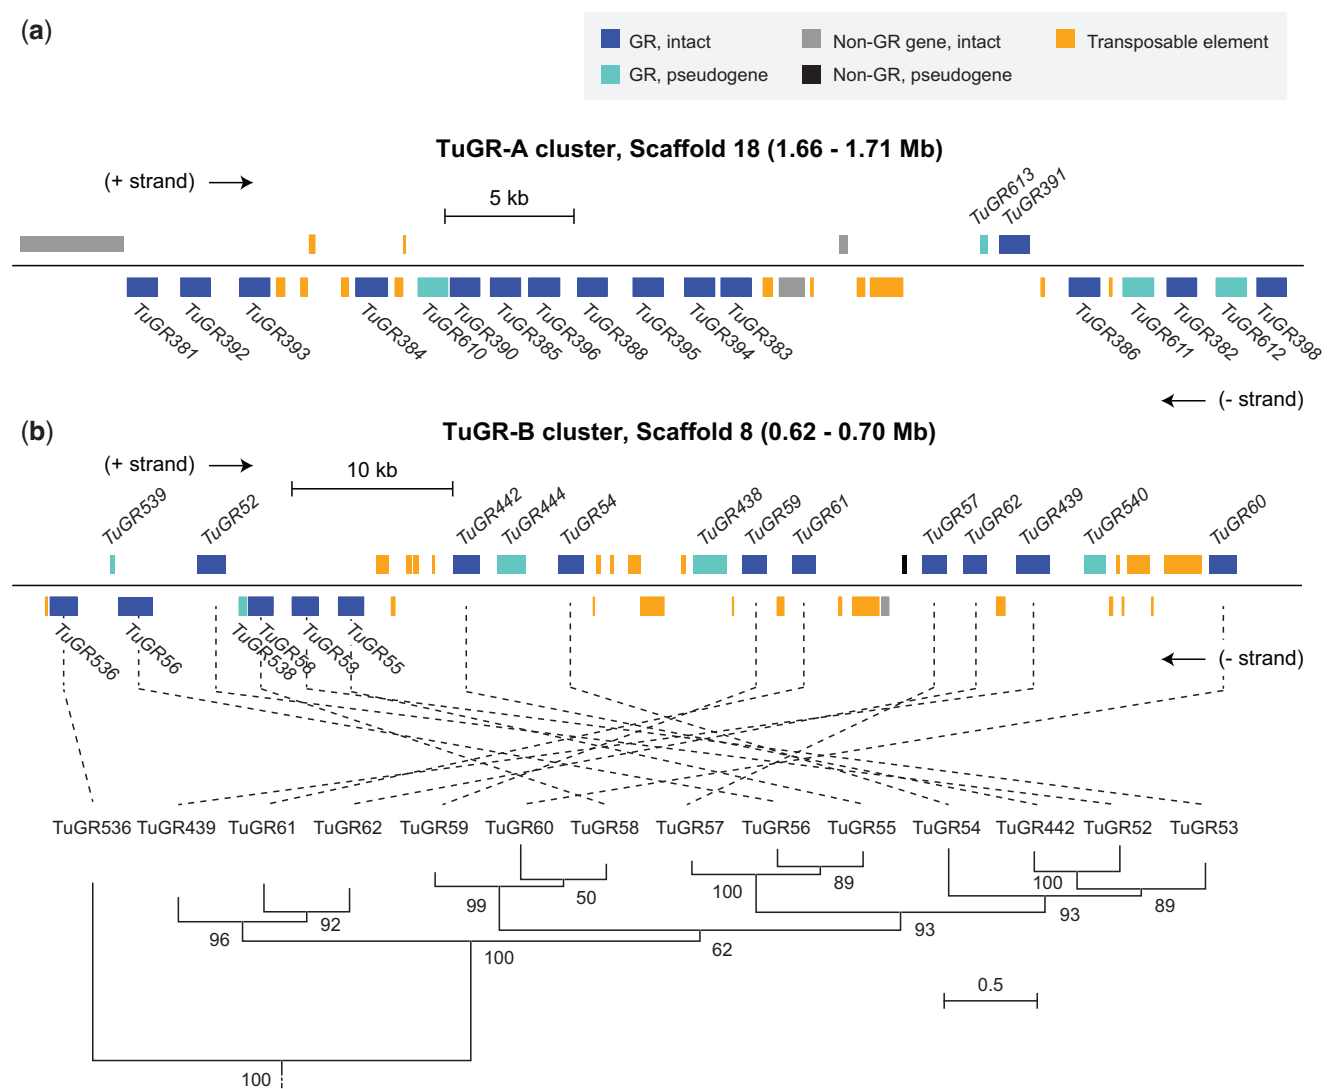 (a)
GR, intact
Non-GR gene, intact
Transposable element
GR, pseudogene
Non-GR, pseudogene
TuGR-A cluster, Scaffold 18 (1.66 - 1.71 Mb)
(+ strand)
5 kb
TuGR613
TuGR391
TuGR381
TuGR392
TuGR393
TuGR384
TuGR610
TuGR390
TuGR385
TuGR396
TuGR388
TuGR395
TuGR394
TuGR383
TuGR386
TuGR611
TuGR382
TuGR612
TuGR398
(- strand)
(b)
TuGR-B cluster, Scaffold 8 (0.62 - 0.70 Mb)
(+ strand)
10 kb
TuGR539
TuGR52
TuGR442
TuGR444
TuGR54
TuGR438
TuGR59
TuGR61
TuGR57
TuGR62
TuGR439
TuGR540
TuGR60
TuGR536
TuGR56
TuGR538
TuGR58
TuGR53
TuGR55
(- strand)
TuGR536
TuGR439
TuGR61
TuGR62
TuGR59
TuGR60
TuGR58
TuGR57
TuGR56
TuGR55
TuGR54
TuGR442
TuGR52
TuGR53
100
89
100
99
50
89
96
92
93
93
100
62
0.5
100